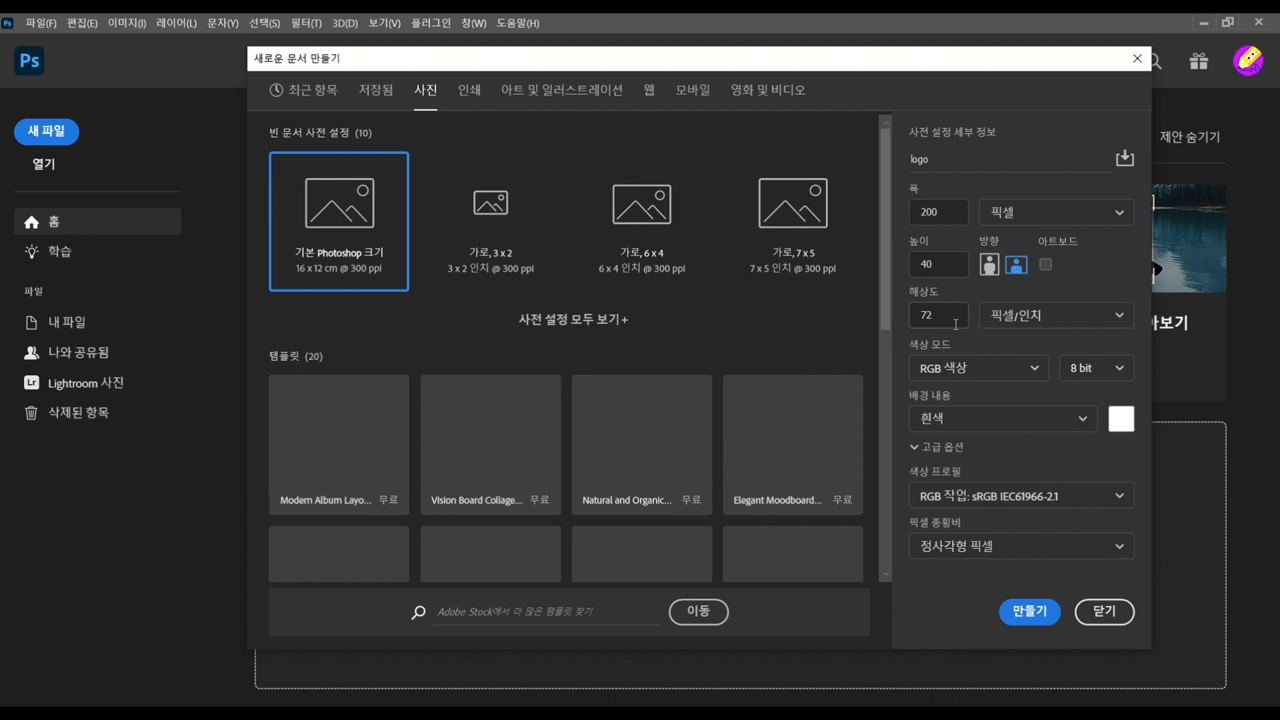 Ps 파일(F) 편집(E) 이미지(I) 레이어(L) 문자(Y) 선택(S) 필터(T) 3D(D) 보기(V) 플러그인 창(W) 도움말(H)
Ps
새로운 문서 만들기
최근 항목 저장됨 사진 인쇄 아트 및 일러스트레이션 웹 모바일 영화 및 비디오
새 파일
열기
홈
학습
파일
내 파일
나와 공유됨
Lr Lightroom 사진
삭제된 항목
빈 문서 사전 설정 (10)
기본 Photoshop 크기
16 x 12 cm @ 300 ppi
가로, 3 x 2
3 x 2 인치 @ 300 ppi
가로, 6 x 4
6 x 4 인치 @ 300 ppi
가로, 7 x 5
7 x 5 인치 @ 300 ppi
사전 설정 모두 보기+
템플릿 (20)
Modern Album Layo... 무료
Vision Board Collage... 무료
Natural and Organic... 무료
Elegant Moodboard... 무료
Adobe Stock에서 더 많은 템플릿 찾기
이동
사전 설정 세부 정보
logo
폭
200 픽셀
높이 방향 아트보드
40
해상도
72 픽셀/인치
색상 모드
RGB 색상 8 bit
배경 내용
흰색
고급 옵션
색상 프로필
RGB 작업: sRGB IEC61966-2.1
픽셀 종횡비
정사각형 픽셀
만들기 닫기
제안 숨기기
아보기